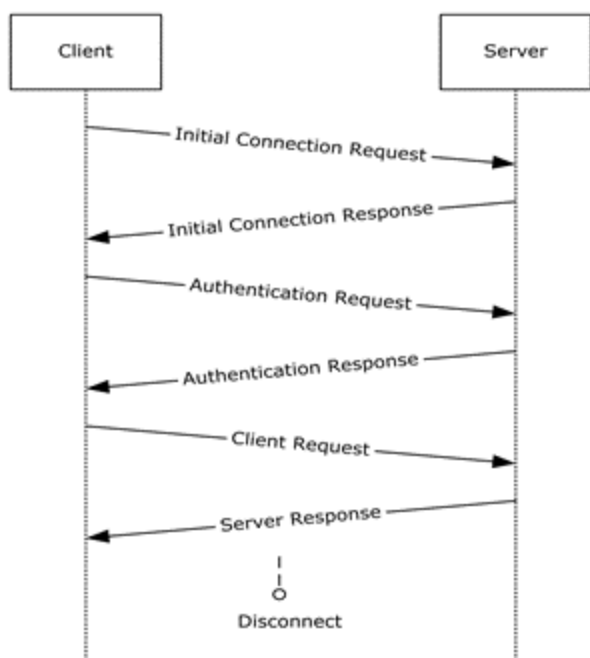 Client
Server
Initial Connection Request
Initial Connection Response
Authentication Request
Authentication Response
Client Request
Server Response
Disconnect